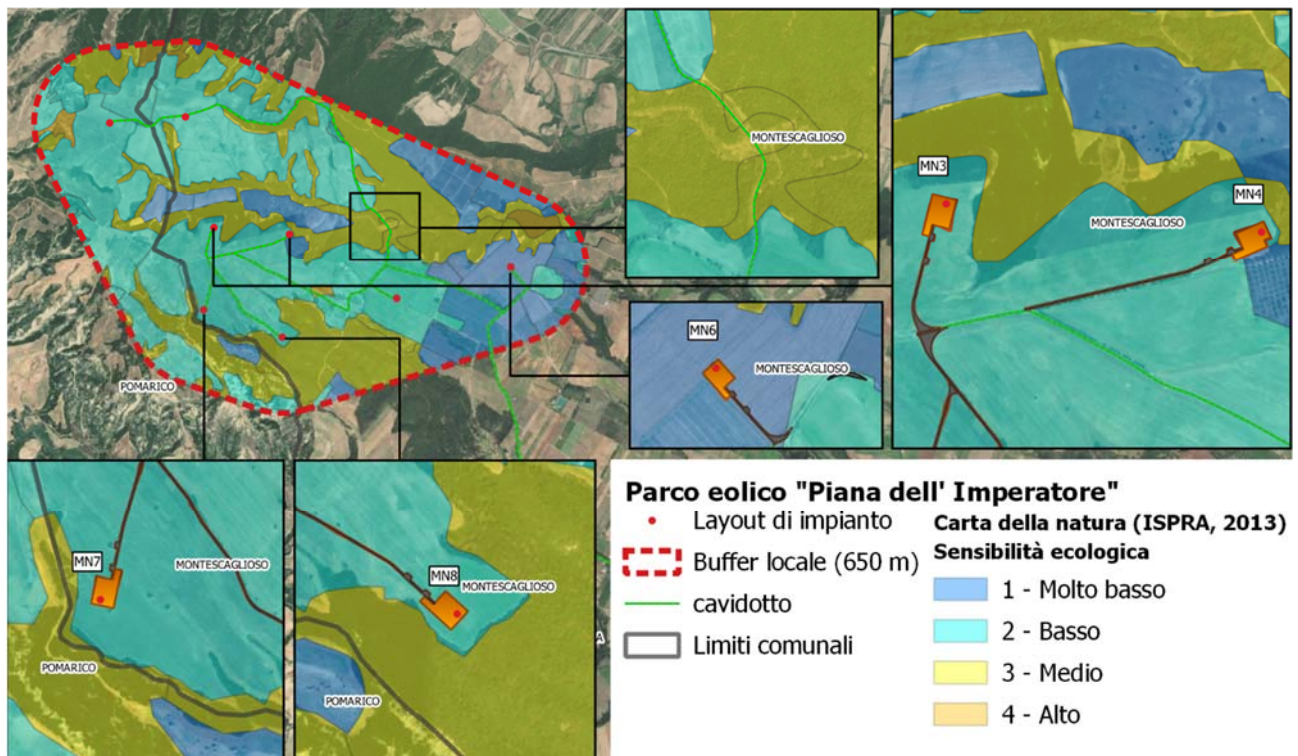 MONTESCAGLIOSO
MN3
MN4
MONTESCAGLIOSO
MN6
MONTESCAGLIOSO
POMARICO
MN7
MONTESCAGLIOSO
POMARICO
MN8
MONTESCAGLIOSO
POMARICO
A
Parco eolico "Piana dell' Imperatore"
Layout di impianto
Buffer locale (650 m)
cavidotto
Limiti comunali
Carta della natura (ISPRA, 2013)
Sensibilità ecologica
1 - Molto basso
2 - Basso
3 - Medio
4 - Alto